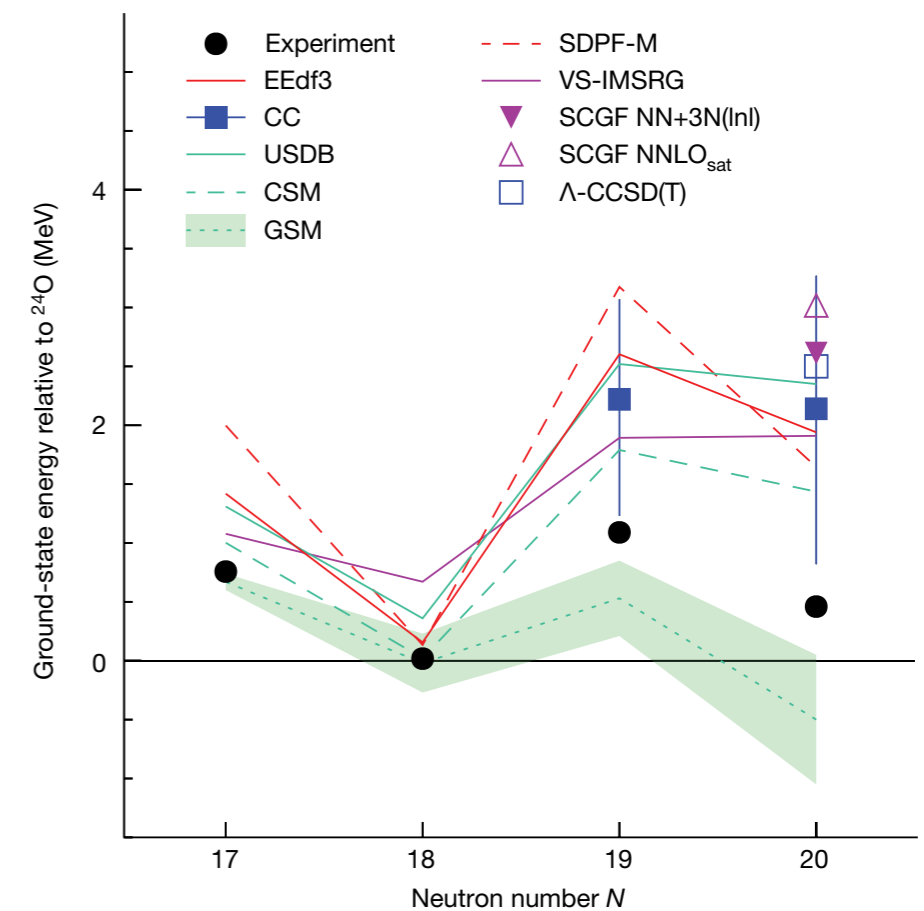 Experiment
EEdf3
CC
USDB
CSM
GSM
SDPF-M
VS-IMSRG
SCGF NN+3N(lnl)
SCGF NNLOsat
Λ-CCSD(T)
Ground-state energy relative to 24O (MeV)
4
2
0
17 18 19 20
Neutron number N